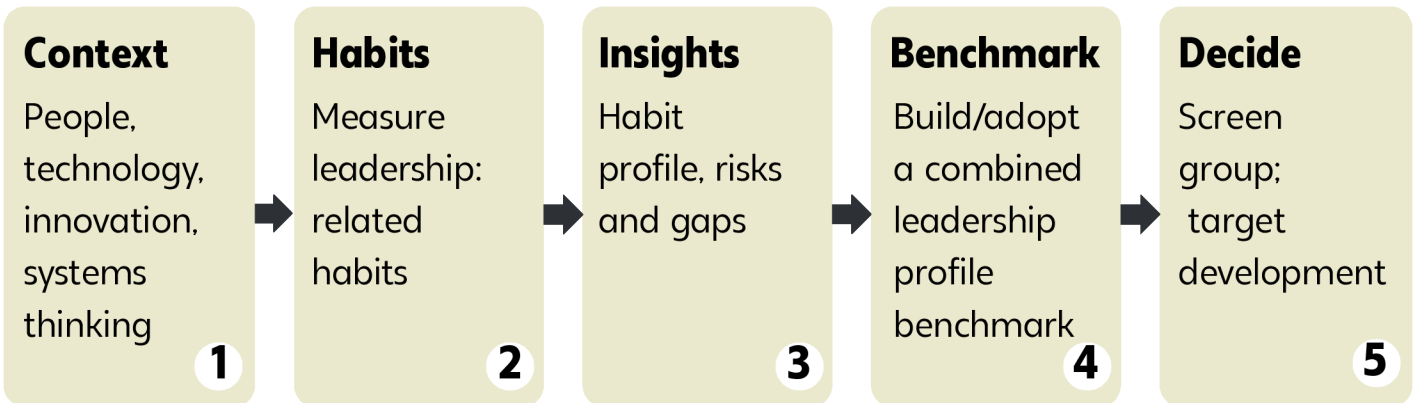 Context
People,
technology,
innovation,
systems
thinking
1
Habits
Measure
leadership:
related
habits
2
Insights
Habit
profile, risks
and gaps
3
Benchmark
Build/adopt
a combined
leadership
profile
benchmark
4
Decide
Screen
group;
target
development
5